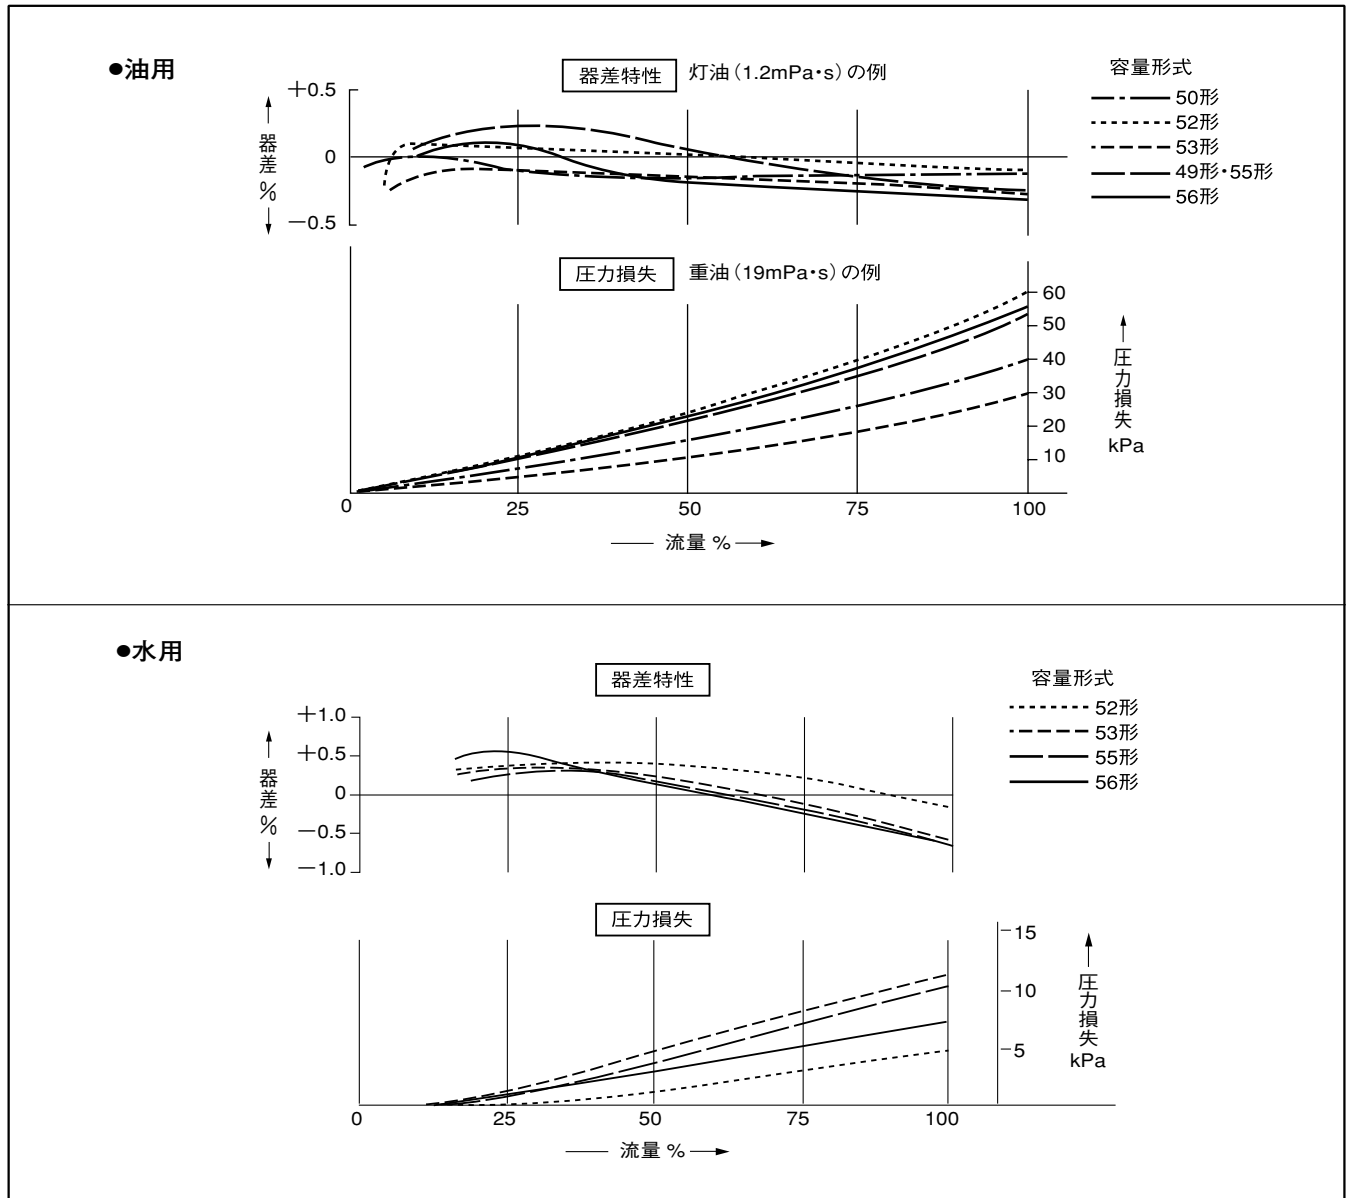 ●油用
器差特性 灯油（1.2mPa・s）の例
容量形式
50形
52形
53形
49形・55形
56形
＋0.5
0
－0.5
器差 %
圧力損失 重油（19mPa・s）の例
60
50
40
30
20
10
圧力損失 kPa
0 25 50 75 100
流量 %
●水用
器差特性
容量形式
52形
53形
55形
56形
＋1.0
＋0.5
0
－0.5
－1.0
器差 %
圧力損失
15
10
5
圧力損失 kPa
0 25 50 75 100
流量 %